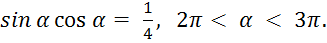 sin α cos α = 1/4, 2π < α < 3π.